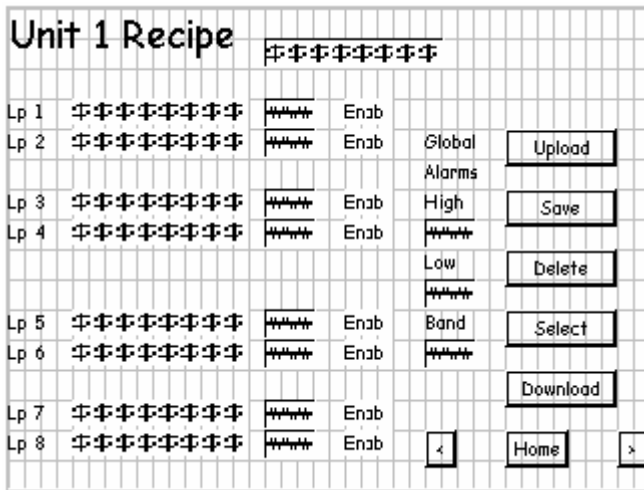 Unit 1 Recipe $$$$$$$$
Lp 1 $$$$$$$$ #### Enab
Lp 2 $$$$$$$$ #### Enab Global Upload
Alarms
Lp 3 $$$$$$$$ #### Enab High Save
Lp 4 $$$$$$$$ #### Enab ####
Low Delete
####
Lp 5 $$$$$$$$ #### Enab Band Select
Lp 6 $$$$$$$$ #### Enab ####
Download
Lp 7 $$$$$$$$ #### Enab
Lp 8 $$$$$$$$ #### Enab < Home >